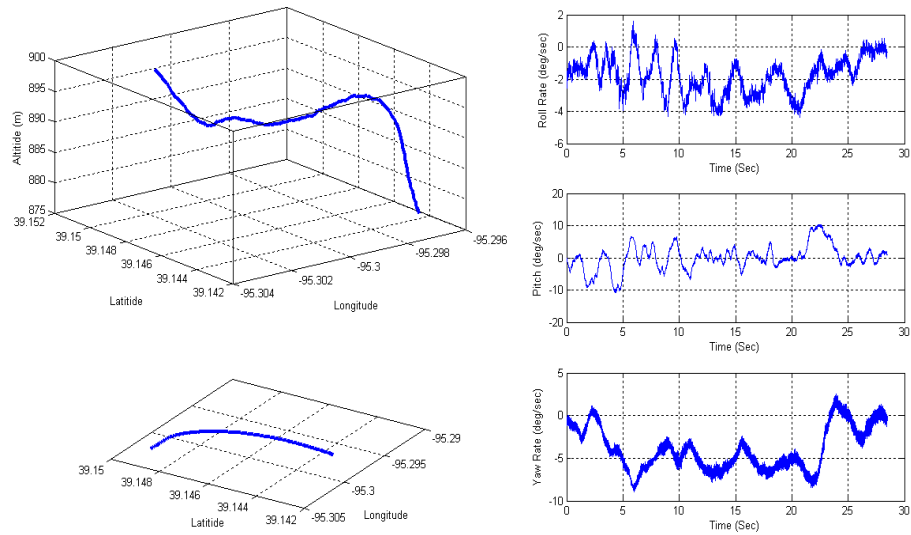 900
895
890
885
880
875
Altitude (m)
39.152
39.15
39.148
39.146
39.144
39.142
Latitide
-95.304
-95.302
-95.3
-95.298
-95.296
Longitude
2
0
-2
-4
-6
Roll Rate (deg/sec)
0 5 10 15 20 25 30
Time (Sec)
20
10
0
-10
-20
Pitch (deg/sec)
0 5 10 15 20 25 30
Time (Sec)
39.15
39.148
39.146
39.144
39.142
Latitide
-95.305
-95.3
-95.295
-95.29
Longitude
5
0
-5
-10
Yaw Rate (deg/sec)
0 5 10 15 20 25 30
Time (Sec)